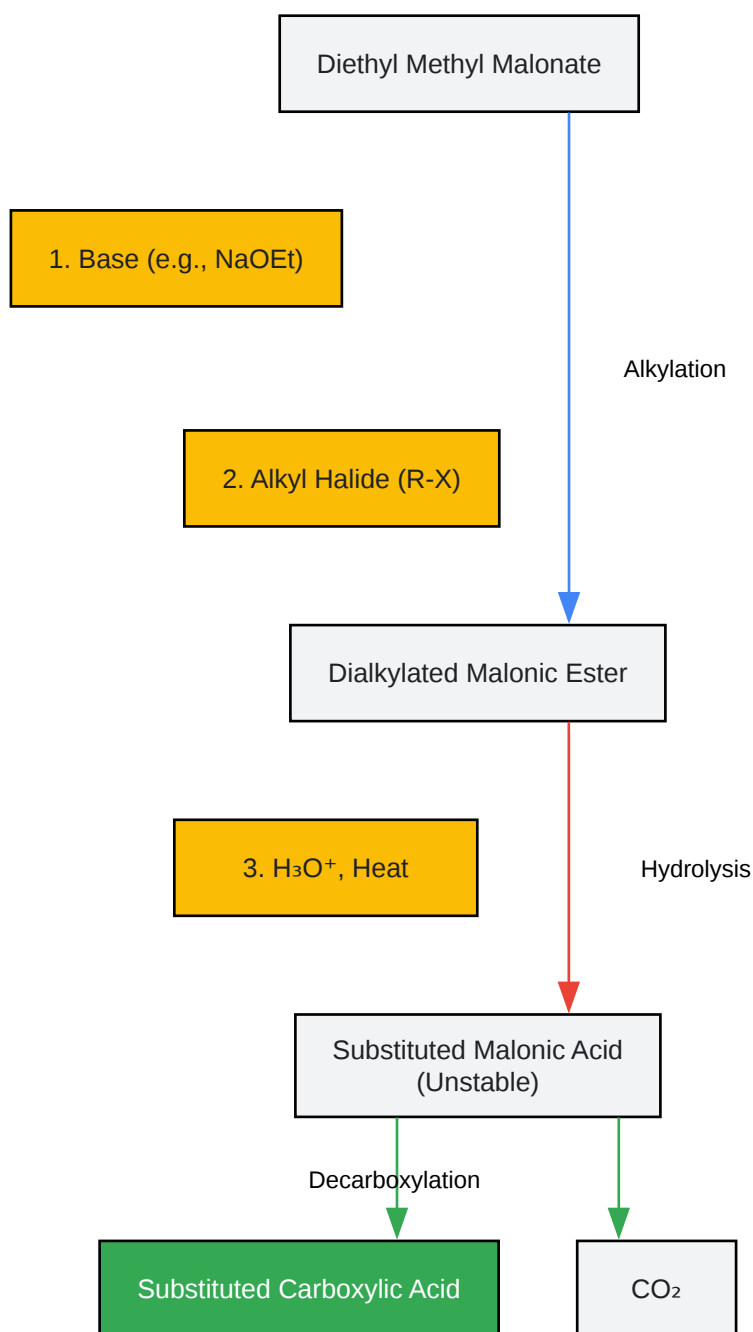 Diethyl Methyl Malonate
1. Base (e.g., NaOEt)
Alkylation
2. Alkyl Halide (R-X)
Dialkylated Malonic Ester
3. H₃O⁺, Heat
Hydrolysis
Substituted Malonic Acid
(Unstable)
Decarboxylation
Substituted Carboxylic Acid
CO₂